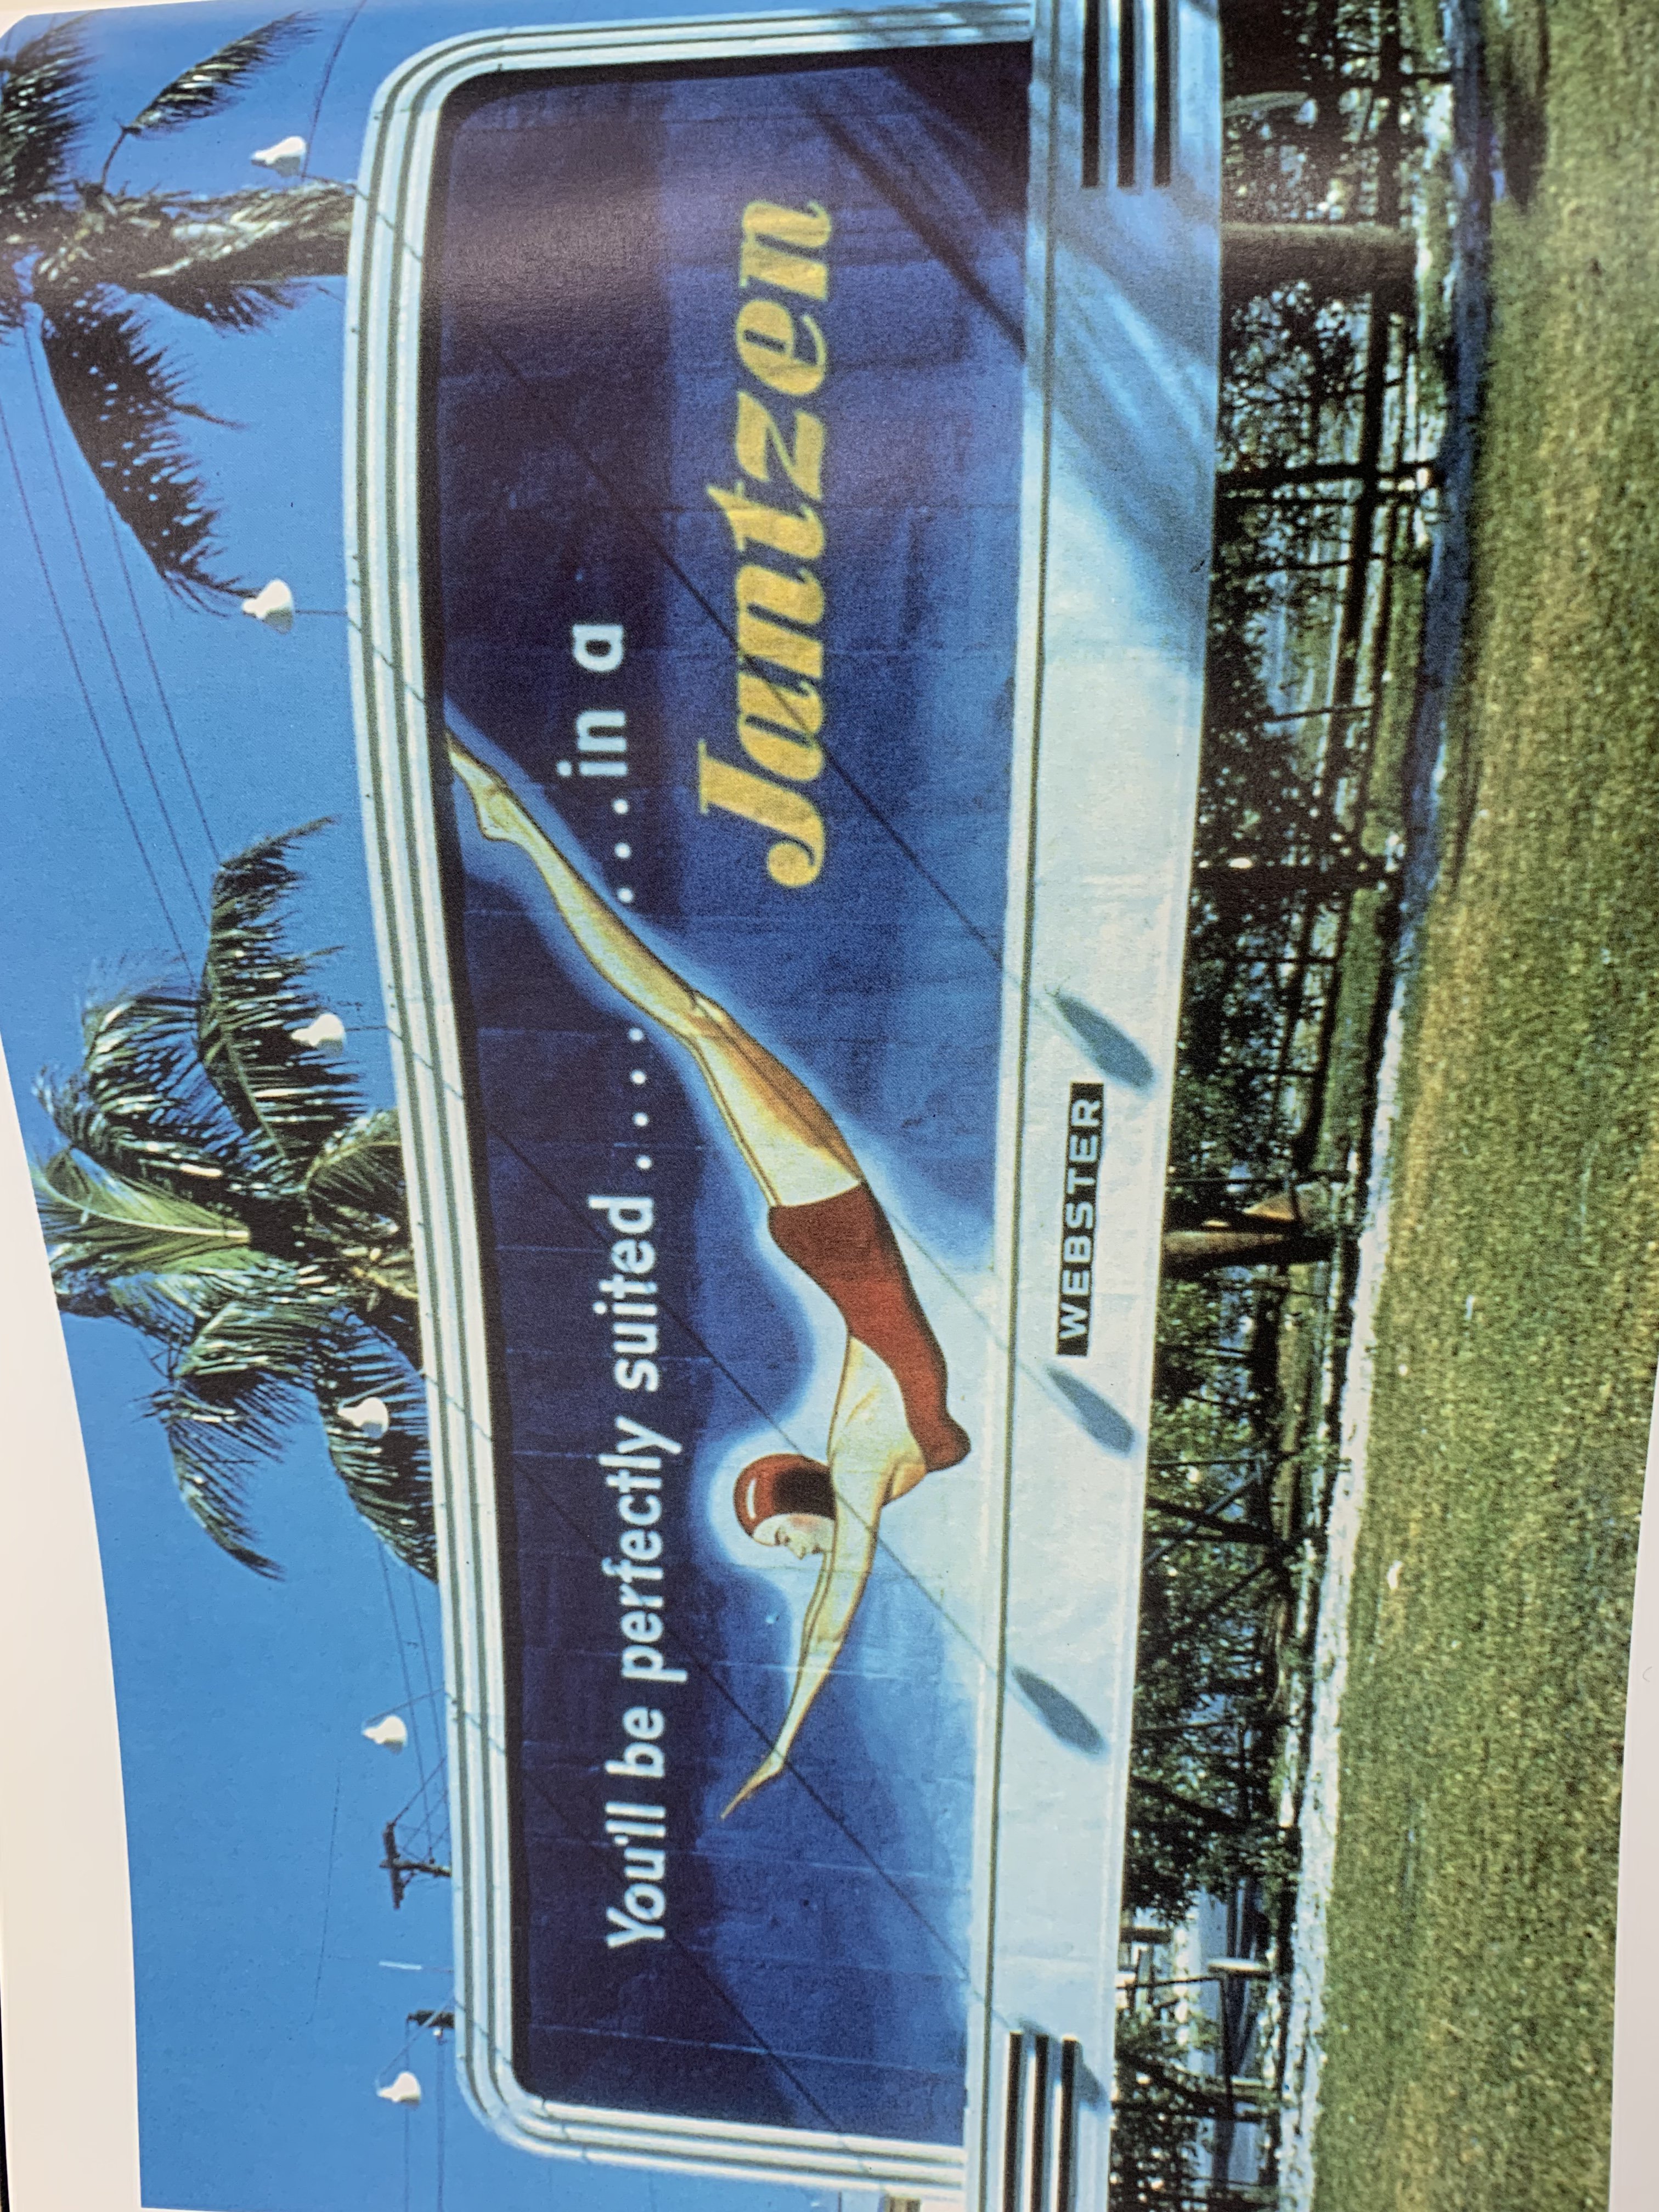 You'll be perfectly suited..... ....in a
Jantzen
WEBSTER